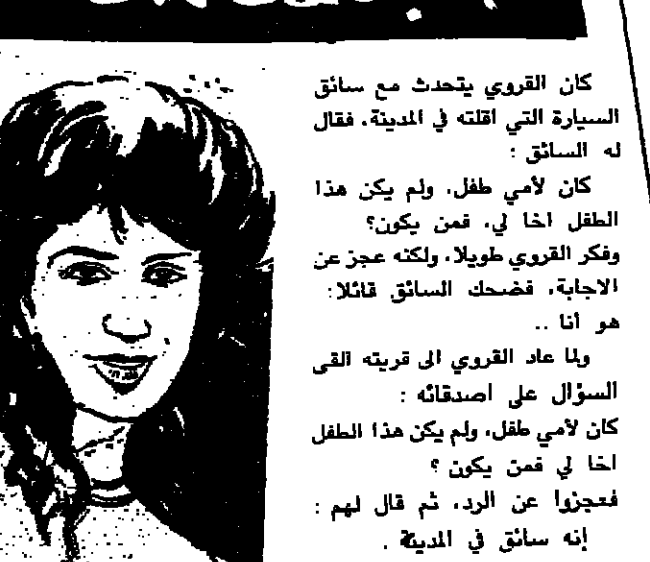 كان القروي يتحدث مع سائق
السيارة التي اقلته في المدينة، فقال
له السائق :
كان لأمي طفل، ولم يكن هذا
الطفل اخا لي، فمن يكون؟
وفكر القروي طويلا، ولكنه عجز عن
الاجابة، فضحك السائق قائلا:
هو أنا ..
ولما عاد القروي الى قريته القى
السؤال على اصدقائه :
كان لأمي طفل، ولم يكن هذا الطفل
اخا لي فمن يكون ؟
فعجزوا عن الرد، ثم قال لهم :
إنه سائق في المدينة .